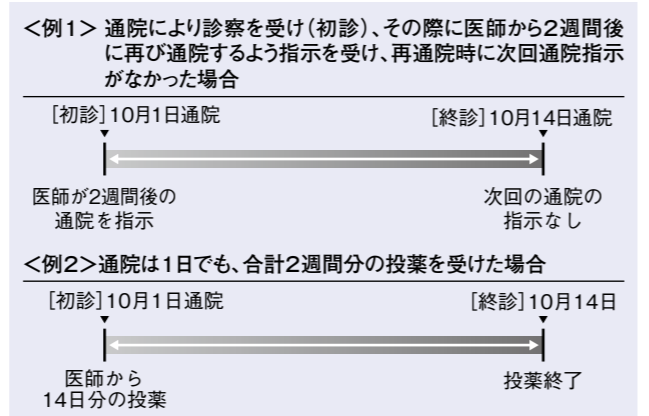 <例1> 通院により診察を受け(初診)、その際に医師から2週間後
に再び通院するよう指示を受け、再通院時に次回通院指示
がなかった場合
[初診]10月1日通院
[終診]10月14日通院
医師が2週間後の
通院を指示
次回の通院の
指示なし
<例2>通院は1日でも、合計2週間分の投薬を受けた場合
[初診]10月1日通院
[終診]10月14日
医師から
14日分の投薬
投薬終了